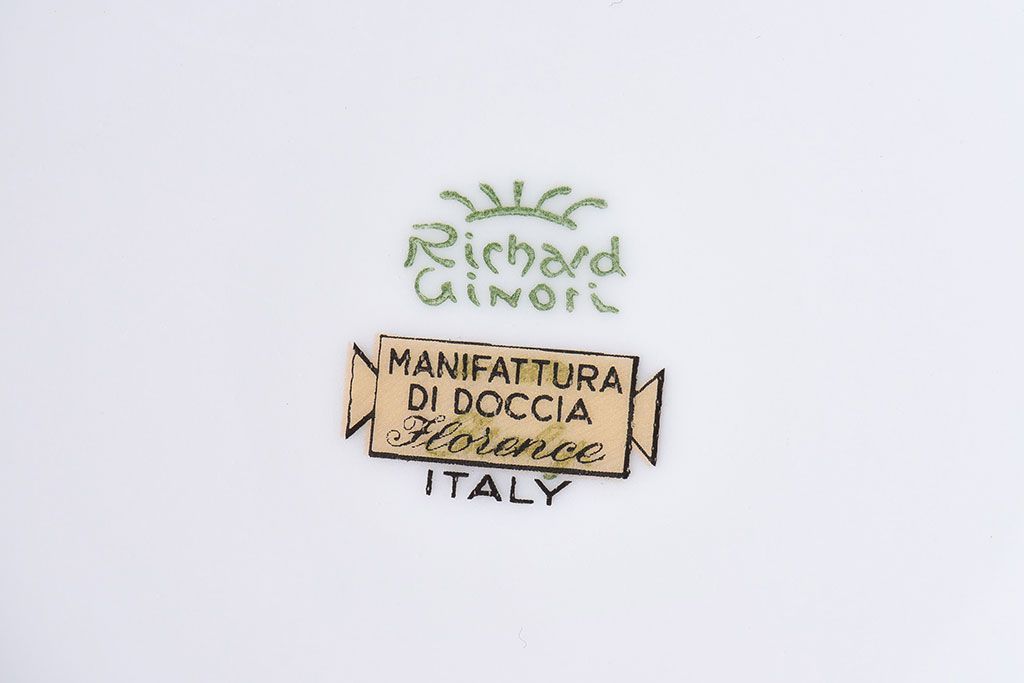 Richard
Ginori
MANIFATTURA
DI DOCCIA
Florence
ITALY